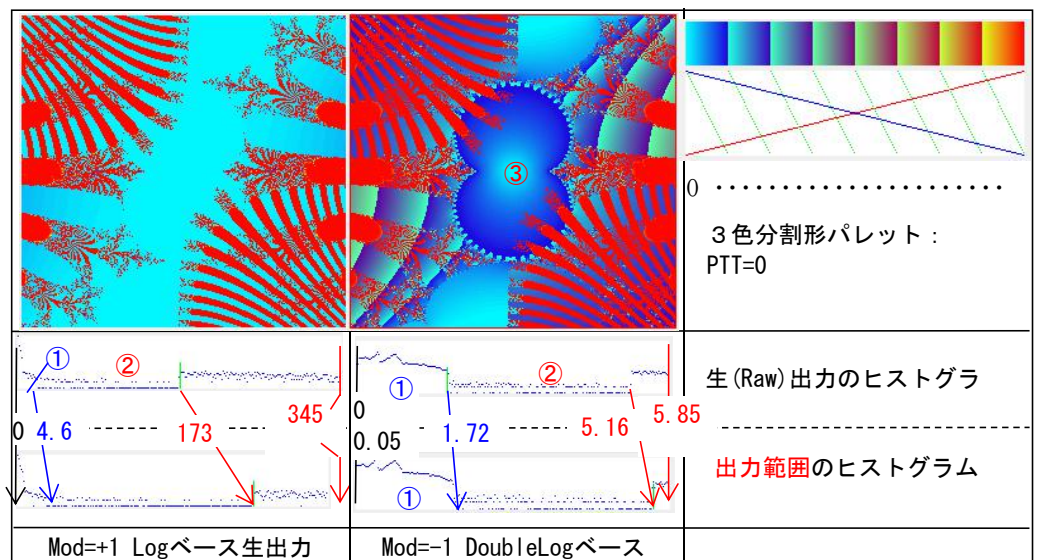 ③
0 ・・・・・・・・・・・・・・・・・・・・・・・
３色分割形パレット：
PTT=0
① ②
0 4.6 173 345
① ②
0
0.05
1.72 5.16 5.85
①
生(Raw)出力のヒストグラ
出力範囲のヒストグラム
Mod=+1 Logベース生出力
Mod=-1 DoubleLogベース